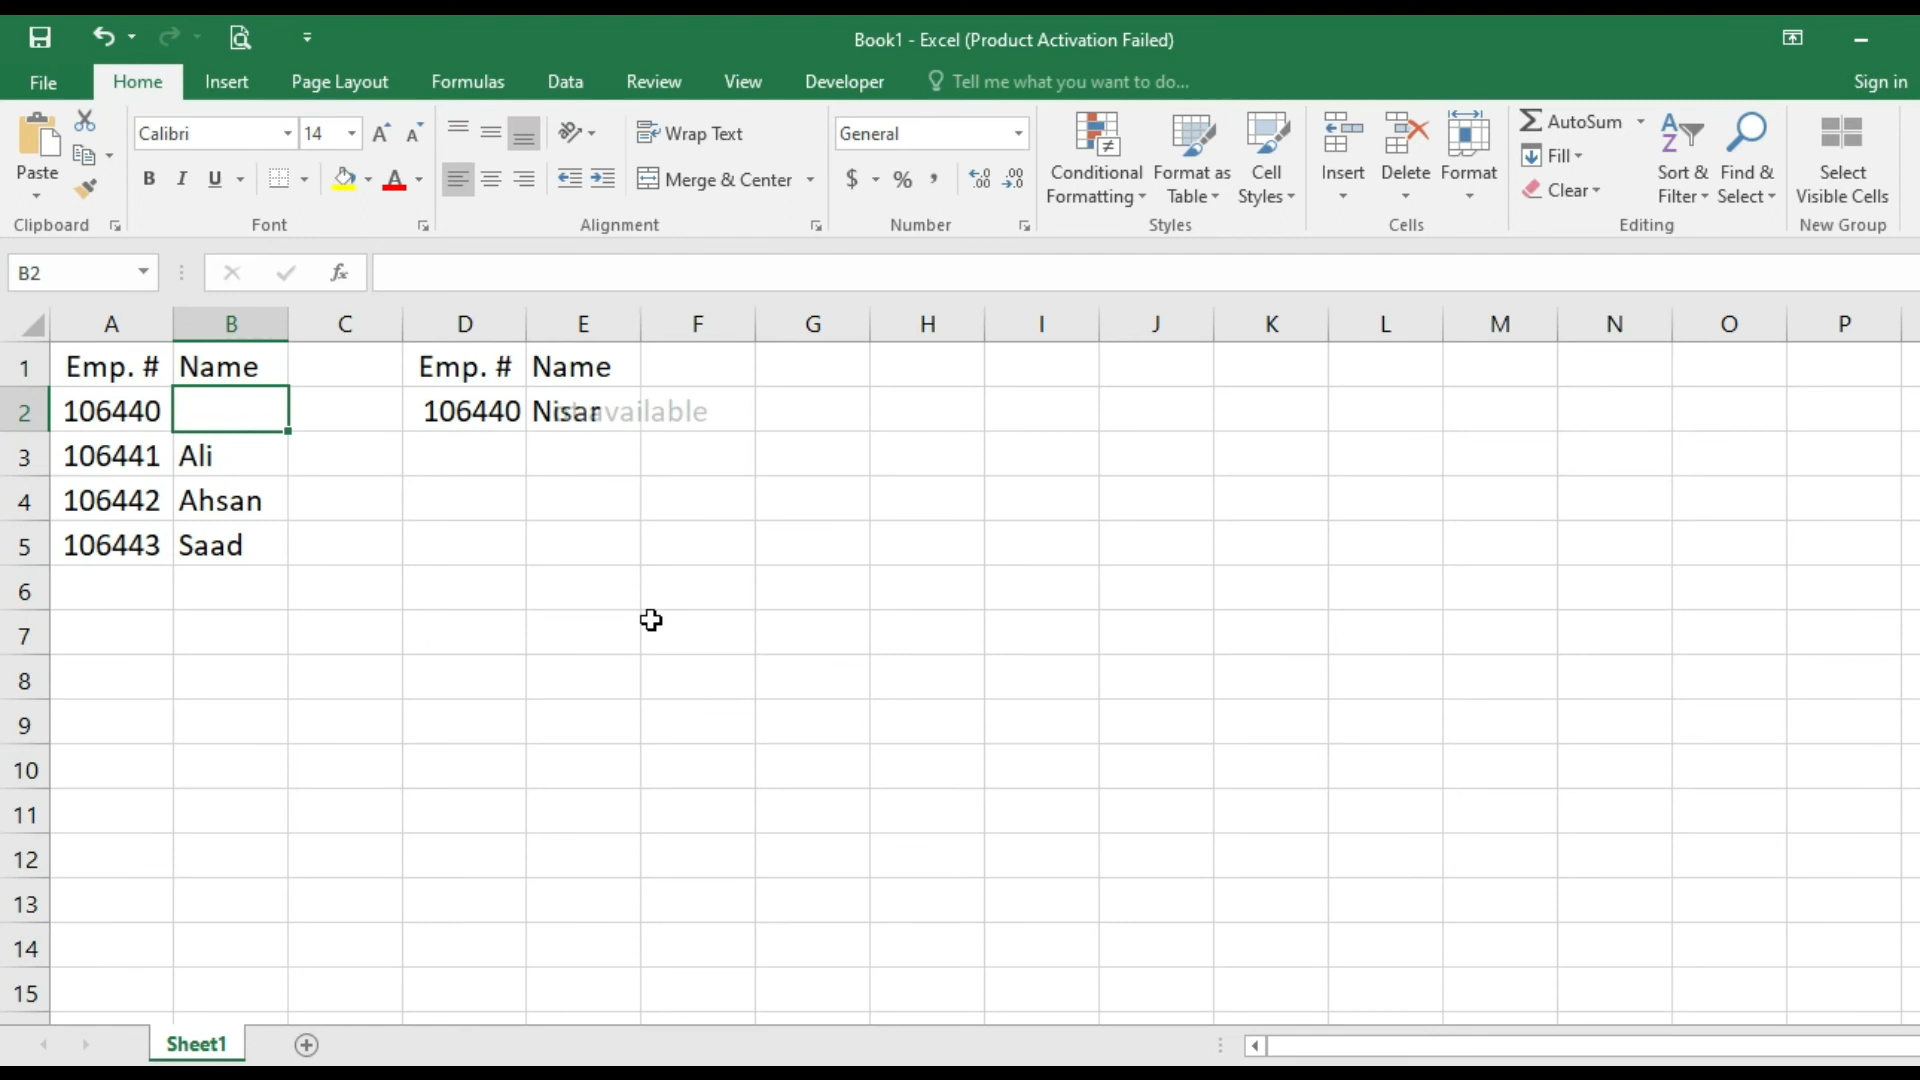 Book1 - Excel (Product Activation Failed)
File Home Insert Page Layout Formulas Data Review View Developer Tell me what you want to do... Sign in
Calibri 14 Wrap Text General AutoSum
Paste Merge & Center $ % Conditional Formatting Format as Table Cell Styles Insert Delete Format Fill Clear Sort & Filter Find & Select Select Visible Cells
B I U A
Clipboard Font Alignment Number Styles Cells Editing New Group
B2 fx
A B C D E F G H I J K L M N O P
1 Emp. # Name Emp. # Name
2 106440 106440 Nisar available
3 106441 Ali
4 106442 Ahsan
5 106443 Saad
6
7
8
9
10
11
12
13
14
15
Sheet1